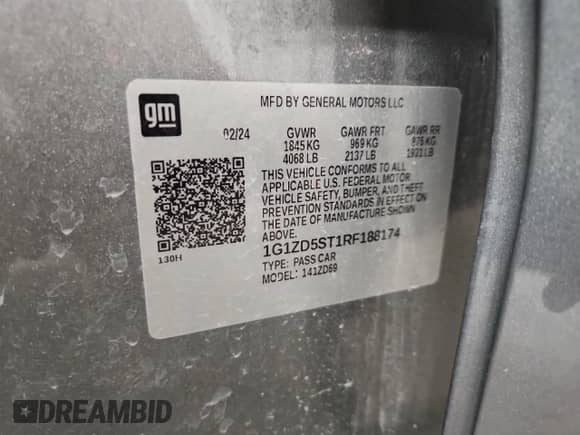 gm
MFD BY GENERAL MOTORS LLC
02/24 GVWR GAWR FRT GAWR RR
1845 KG 969 KG 876 KG
4068 LB 2137 LB 1931 LB
THIS VEHICLE CONFORMS TO ALL
APPLICABLE U.S. FEDERAL MOTOR
VEHICLE SAFETY, BUMPER, AND THEFT
PREVENTION STANDARDS IN EFFECT ON
THE DATE OF MANUFACTURE SHOWN
ABOVE.
130H
1G1ZD5ST1RF188174
TYPE: PASS CAR
MODEL: 141ZD69
DREAMBID